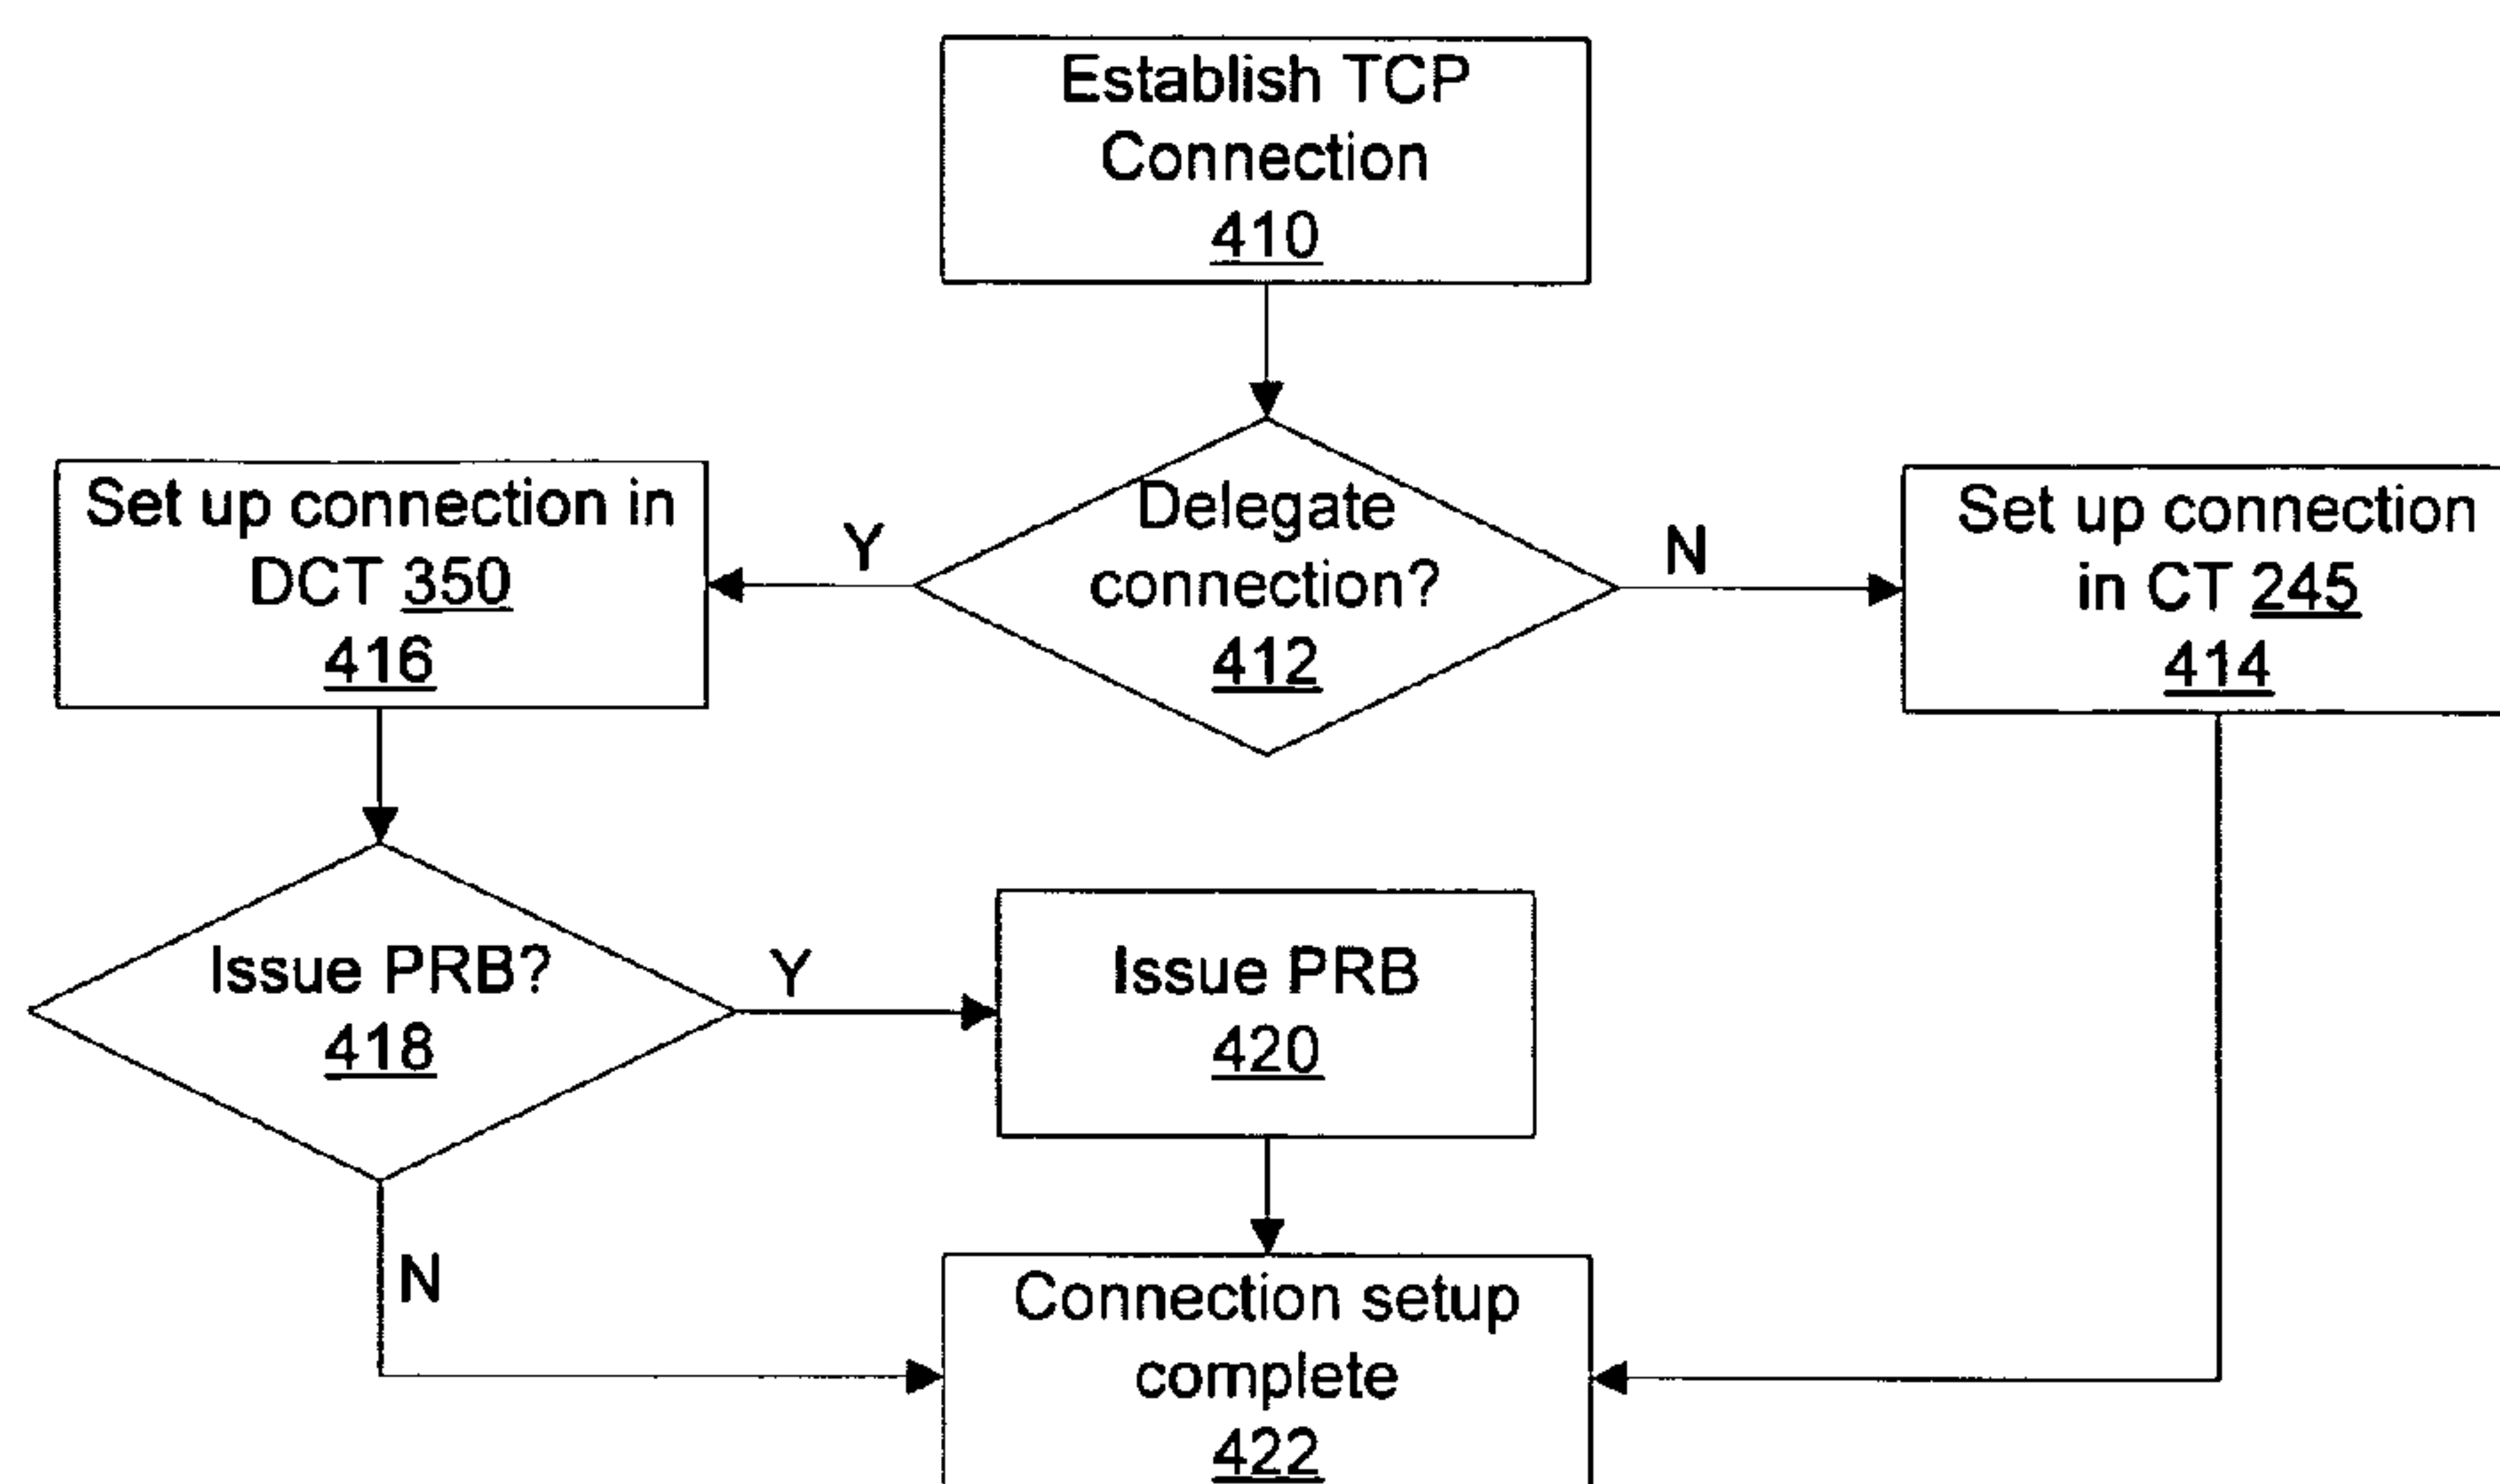 Establish TCP
Connection
410
Set up connection in
DCT 350
416
Y
Delegate
connection?
412
N
Set up connection
in CT 245
414
Issue PRB?
418
Y
Issue PRB
420
N
Connection setup
complete
422